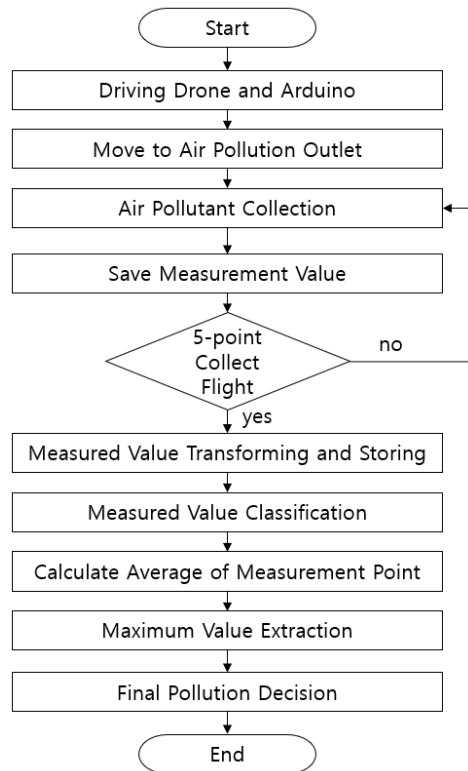 Start
Driving Drone and Arduino
Move to Air Pollution Outlet
Air Pollutant Collection
Save Measurement Value
5-point
Collect
Flight
no
yes
Measured Value Transforming and Storing
Measured Value Classification
Calculate Average of Measurement Point
Maximum Value Extraction
Final Pollution Decision
End